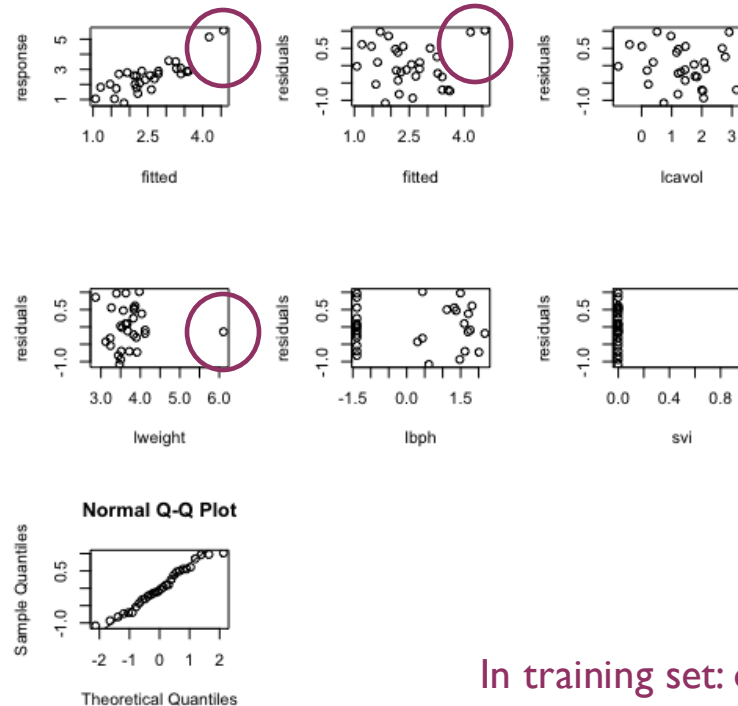 response
5
3
1
1.0 2.5 4.0
fitted
residuals
0.5
-1.0
1.0 2.5 4.0
fitted
residuals
0.5
-1.0
0 1 2 3
lcavol
residuals
0.5
-1.0
3.0 4.0 5.0 6.0
lweight
residuals
0.5
-1.0
-1.5 0.0 1.5
lbph
residuals
0.5
-1.0
0.0 0.4 0.8
svi
Normal Q-Q Plot
Sample Quantiles
0.5
-1.0
-2 -1 0 1 2
Theoretical Quantiles
In training set: